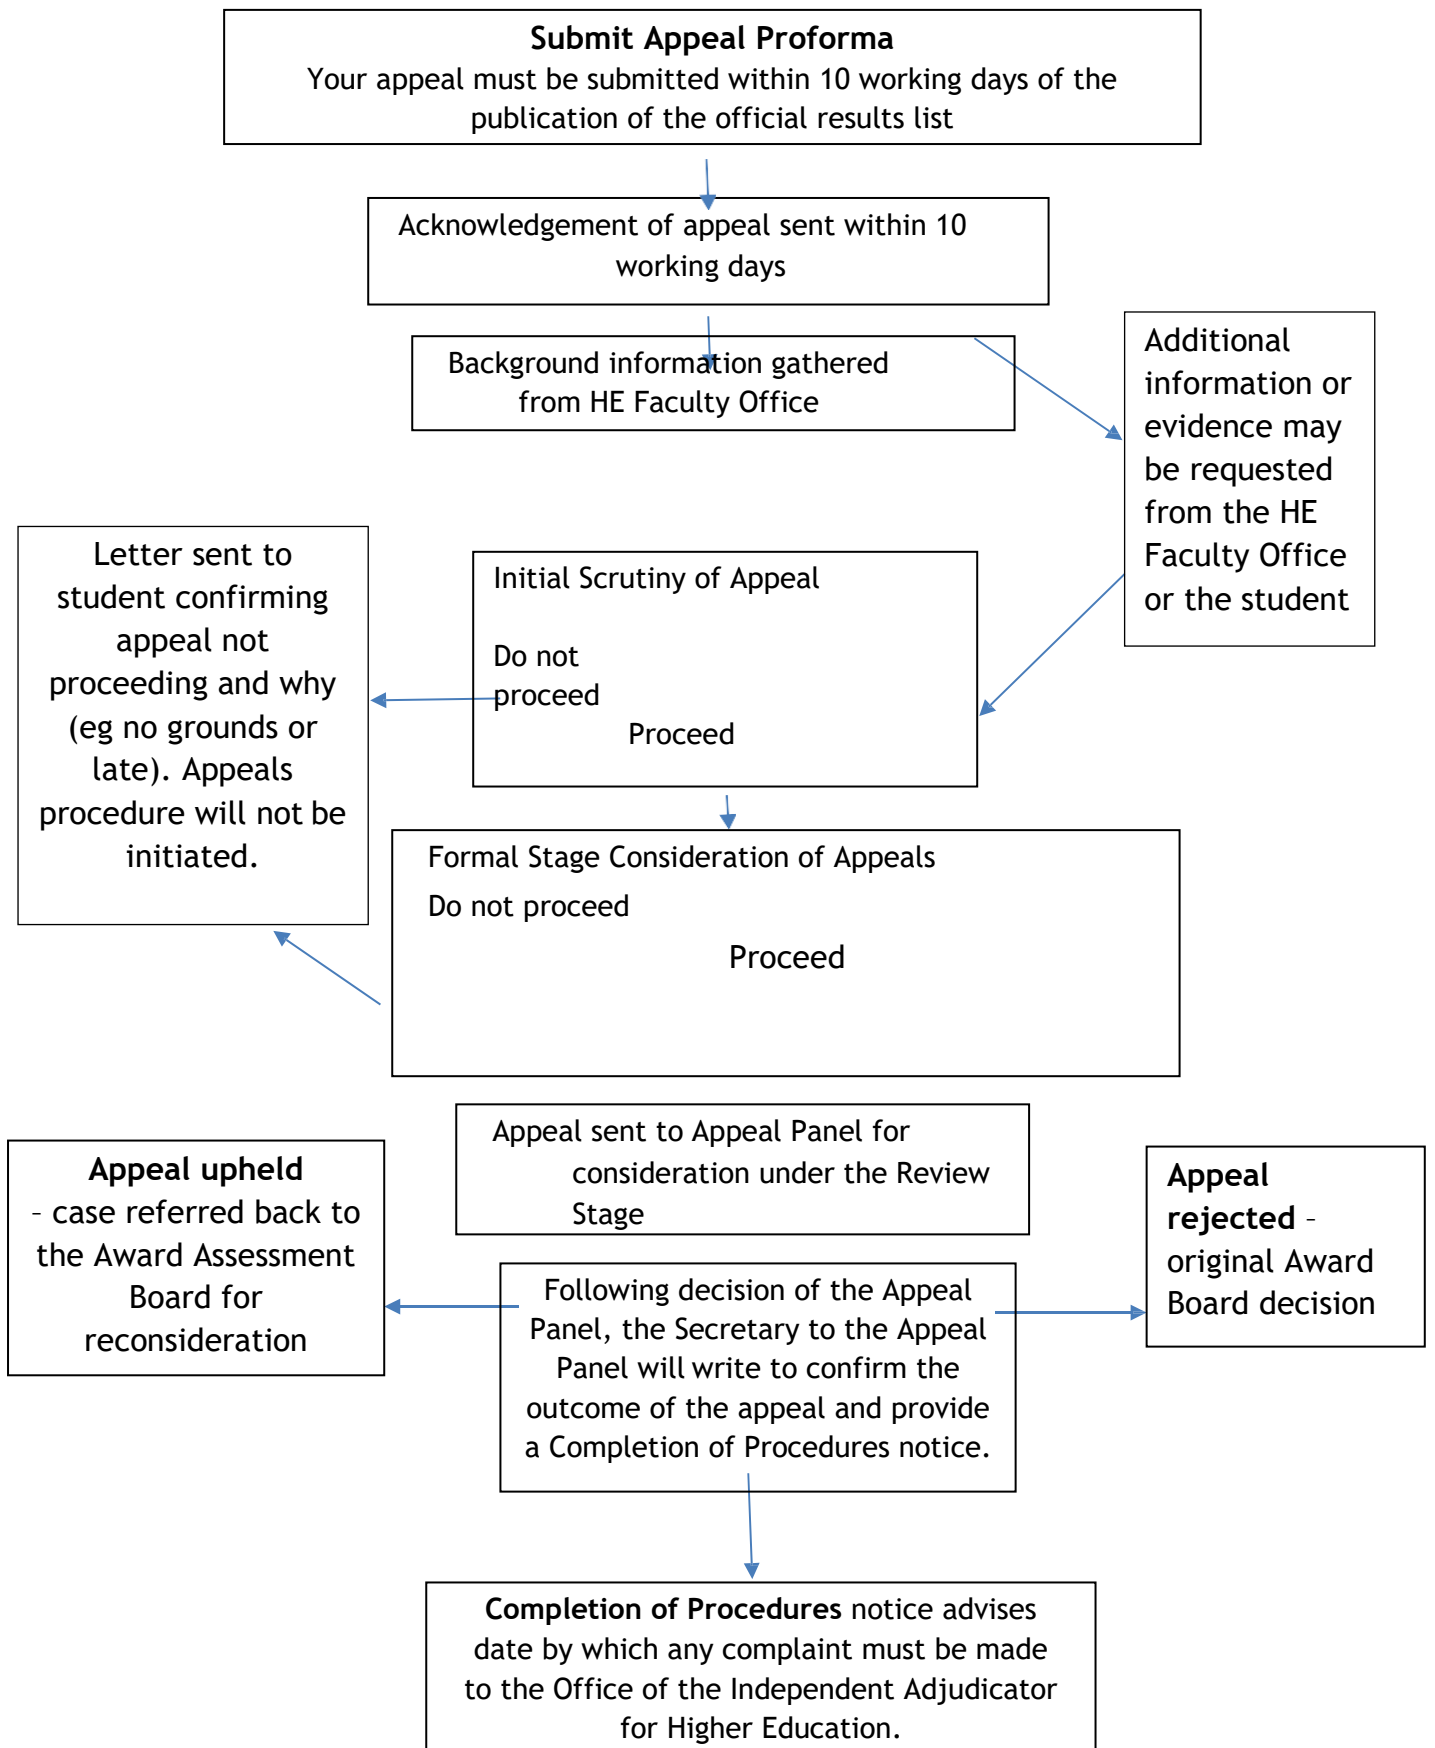 Submit Appeal Proforma
Your appeal must be submitted within 10 working days of the
publication of the official results list
Acknowledgement of appeal sent within 10
working days
Background information gathered
from HE Faculty Office
Additional
information or
evidence may
be requested
from the HE
Faculty Office
or the student
Letter sent to
student confirming
appeal not
proceeding and why
(eg no grounds or
late). Appeals
procedure will not be
initiated.
Initial Scrutiny of Appeal
Do not
proceed
Proceed
Formal Stage Consideration of Appeals
Do not proceed
Proceed
Appeal sent to Appeal Panel for
consideration under the Review
Stage
Appeal upheld
– case referred back to
the Award Assessment
Board for
reconsideration
Following decision of the Appeal
Panel, the Secretary to the Appeal
Panel will write to confirm the
outcome of the appeal and provide
a Completion of Procedures notice.
Appeal
rejected –
original Award
Board decision
Completion of Procedures notice advises
date by which any complaint must be made
to the Office of the Independent Adjudicator
for Higher Education.